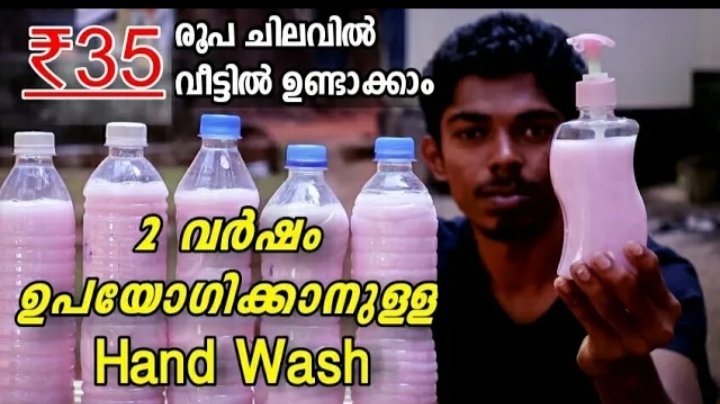 ₹35
രൂപ ചിലവിൽ
വീട്ടിൽ ഉണ്ടാക്കാം
2 വർഷം
ഉപയോഗിക്കാനുള്ള
Hand Wash